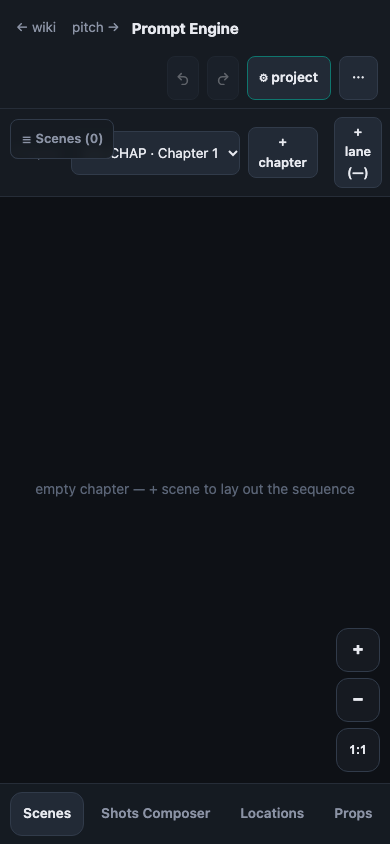 ← wiki pitch → Prompt Engine
⚙ project ···
≡ Scenes (0)
CHAP · Chapter 1
+
chapter
+
lane
(—)
empty chapter — + scene to lay out the sequence
+
−
1:1
Scenes Shots Composer Locations Props